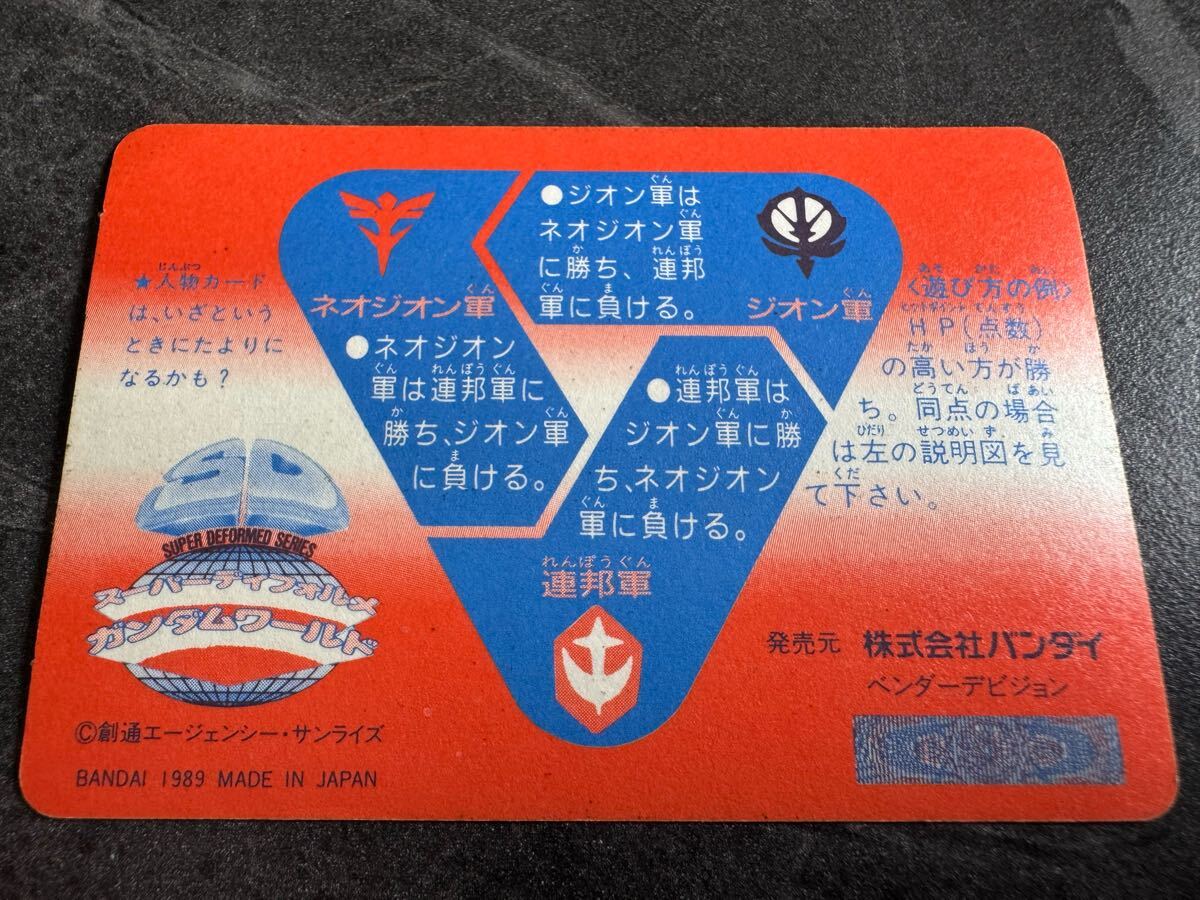 ●ジオン軍は
ネオジオン軍
に勝ち、連邦
軍に負ける。
ネオジオン軍
ジオン軍
★人物カード
は、いざという
ときにたよりに
なるかも？
●ネオジオン
軍は連邦軍に
勝ち、ジオン軍
に負ける。
●連邦軍は
ジオン軍に勝
ち、ネオジオン
軍に負ける。
連邦軍
〈遊び方の例〉
HP(点数)
の高い方が勝
ち。同点の場合
は左の説明図を見
て下さい。
SUPER DEFORMED SERIES
スーパーディフォルメ
ガンダムワールド
©創通エージェンシー・サンライズ
BANDAI 1989 MADE IN JAPAN
発売元 株式会社バンダイ
ベンダーデビジョン